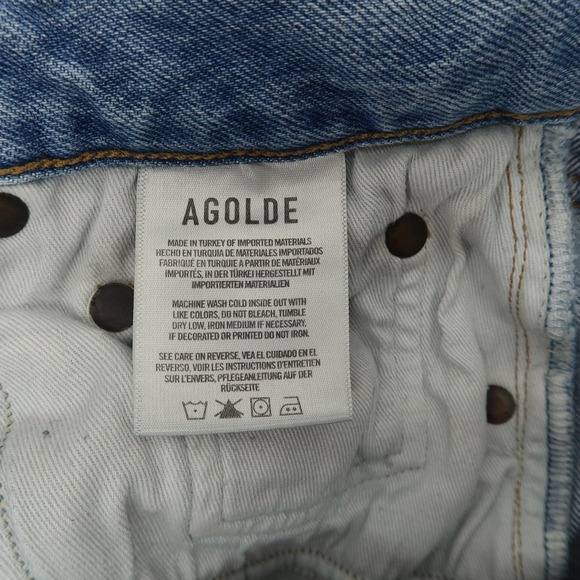 AGOLDE
MADE IN TURKEY OF IMPORTED MATERIALS
HECHO EN TURQUIA DE MATERIALES IMPORTADOS
FABRIQUÉ EN TURQUIE A PARTIR DE MATÉRIAUX
IMPORTÉS, IN DER TÜRKEI HERGESTELLT MIT
IMPORTIERTEN MATERIALIEN
MACHINE WASH COLD INSIDE OUT WITH
LIKE COLORS, DO NOT BLEACH, TUMBLE
DRY LOW, IRON MEDIUM IF NECESSARY.
IF DECORATED OR PRINTED DO NOT IRON.
SEE CARE ON REVERSE, VEA EL CUIDADO EN EL
REVERSO, VOIR LES INSTRUCTIONS D'ENTRETIEN
SUR L'ENVERS, PFLEGEANLEITUNG AUF DER
RÜCKSEITE